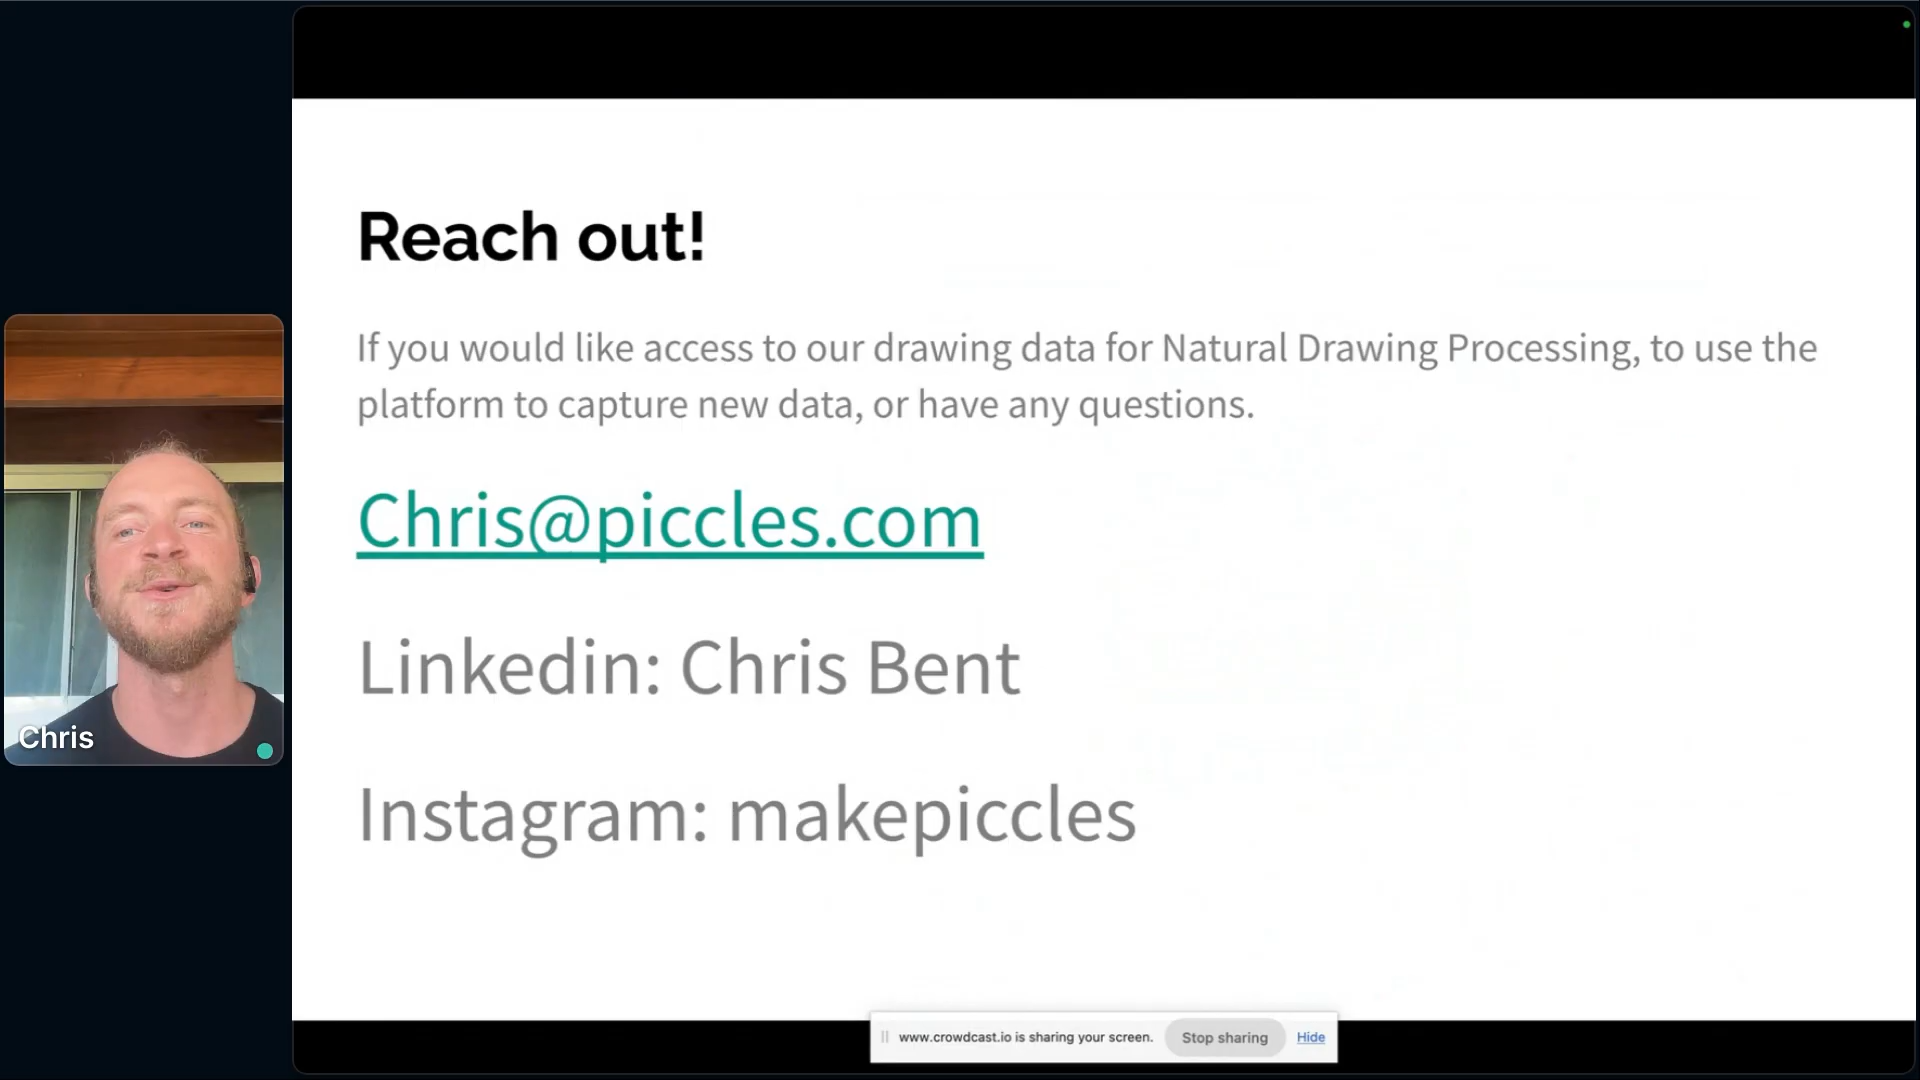 Reach out!
If you would like access to our drawing data for Natural Drawing Processing, to use the
platform to capture new data, or have any questions.
Chris@piccles.com
Linkedin: Chris Bent
Instagram: makepiccles
Chris
www.crowdcast.io is sharing your screen. Stop sharing Hide